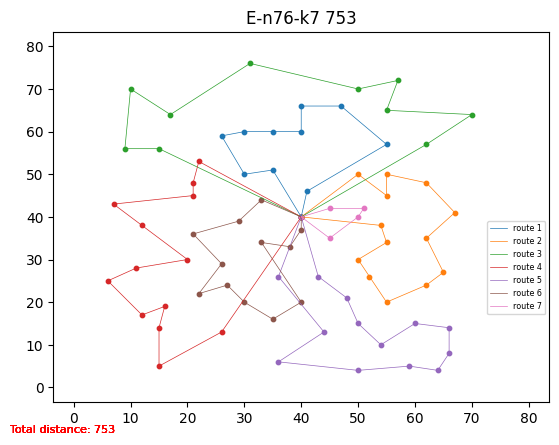 E-n76-k7 753
80
70
60
50
40
30
20
10
0
route 1
route 2
route 3
route 4
route 5
route 6
route 7
0 10 20 30 40 50 60 70 80
Total distance: 753